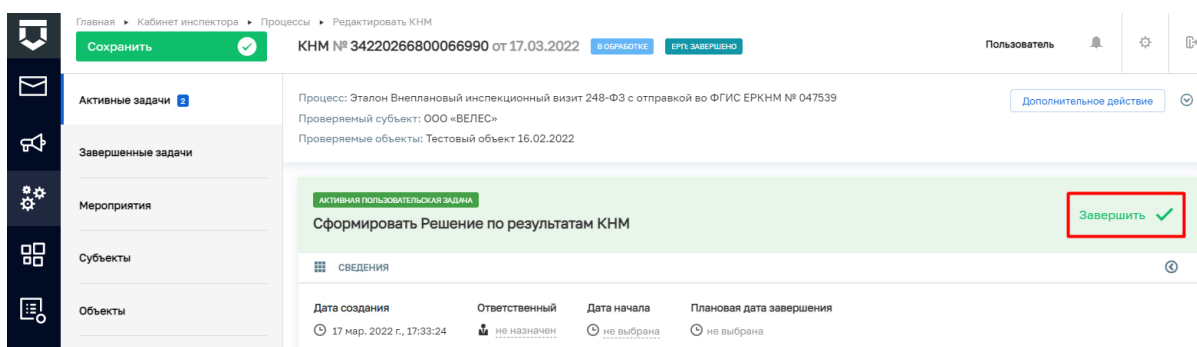 Главная ▸ Кабинет инспектора ▸ Процессы ▸ Редактировать КНМ
Сохранить
КНМ № 34220266800066990 от 17.03.2022 В ОБРАБОТКЕ ЕРП: ЗАВЕРШЕНО
Пользователь
Активные задачи 2
Завершенные задачи
Мероприятия
Субъекты
Объекты
Процесс: Эталон Внеплановый инспекционный визит 248-ФЗ с отправкой во ФГИС ЕРКНМ № 047539
Дополнительное действие
Проверяемый субъект: ООО «ВЕЛЕС»
Проверяемые объекты: Тестовый объект 16.02.2022
АКТИВНАЯ ПОЛЬЗОВАТЕЛЬСКАЯ ЗАДАЧА
Сформировать Решение по результатам КНМ
Завершить
СВЕДЕНИЯ
Дата создания Ответственный Дата начала Плановая дата завершения
17 мар. 2022 г., 17:33:24 не назначен не выбрана не выбрана